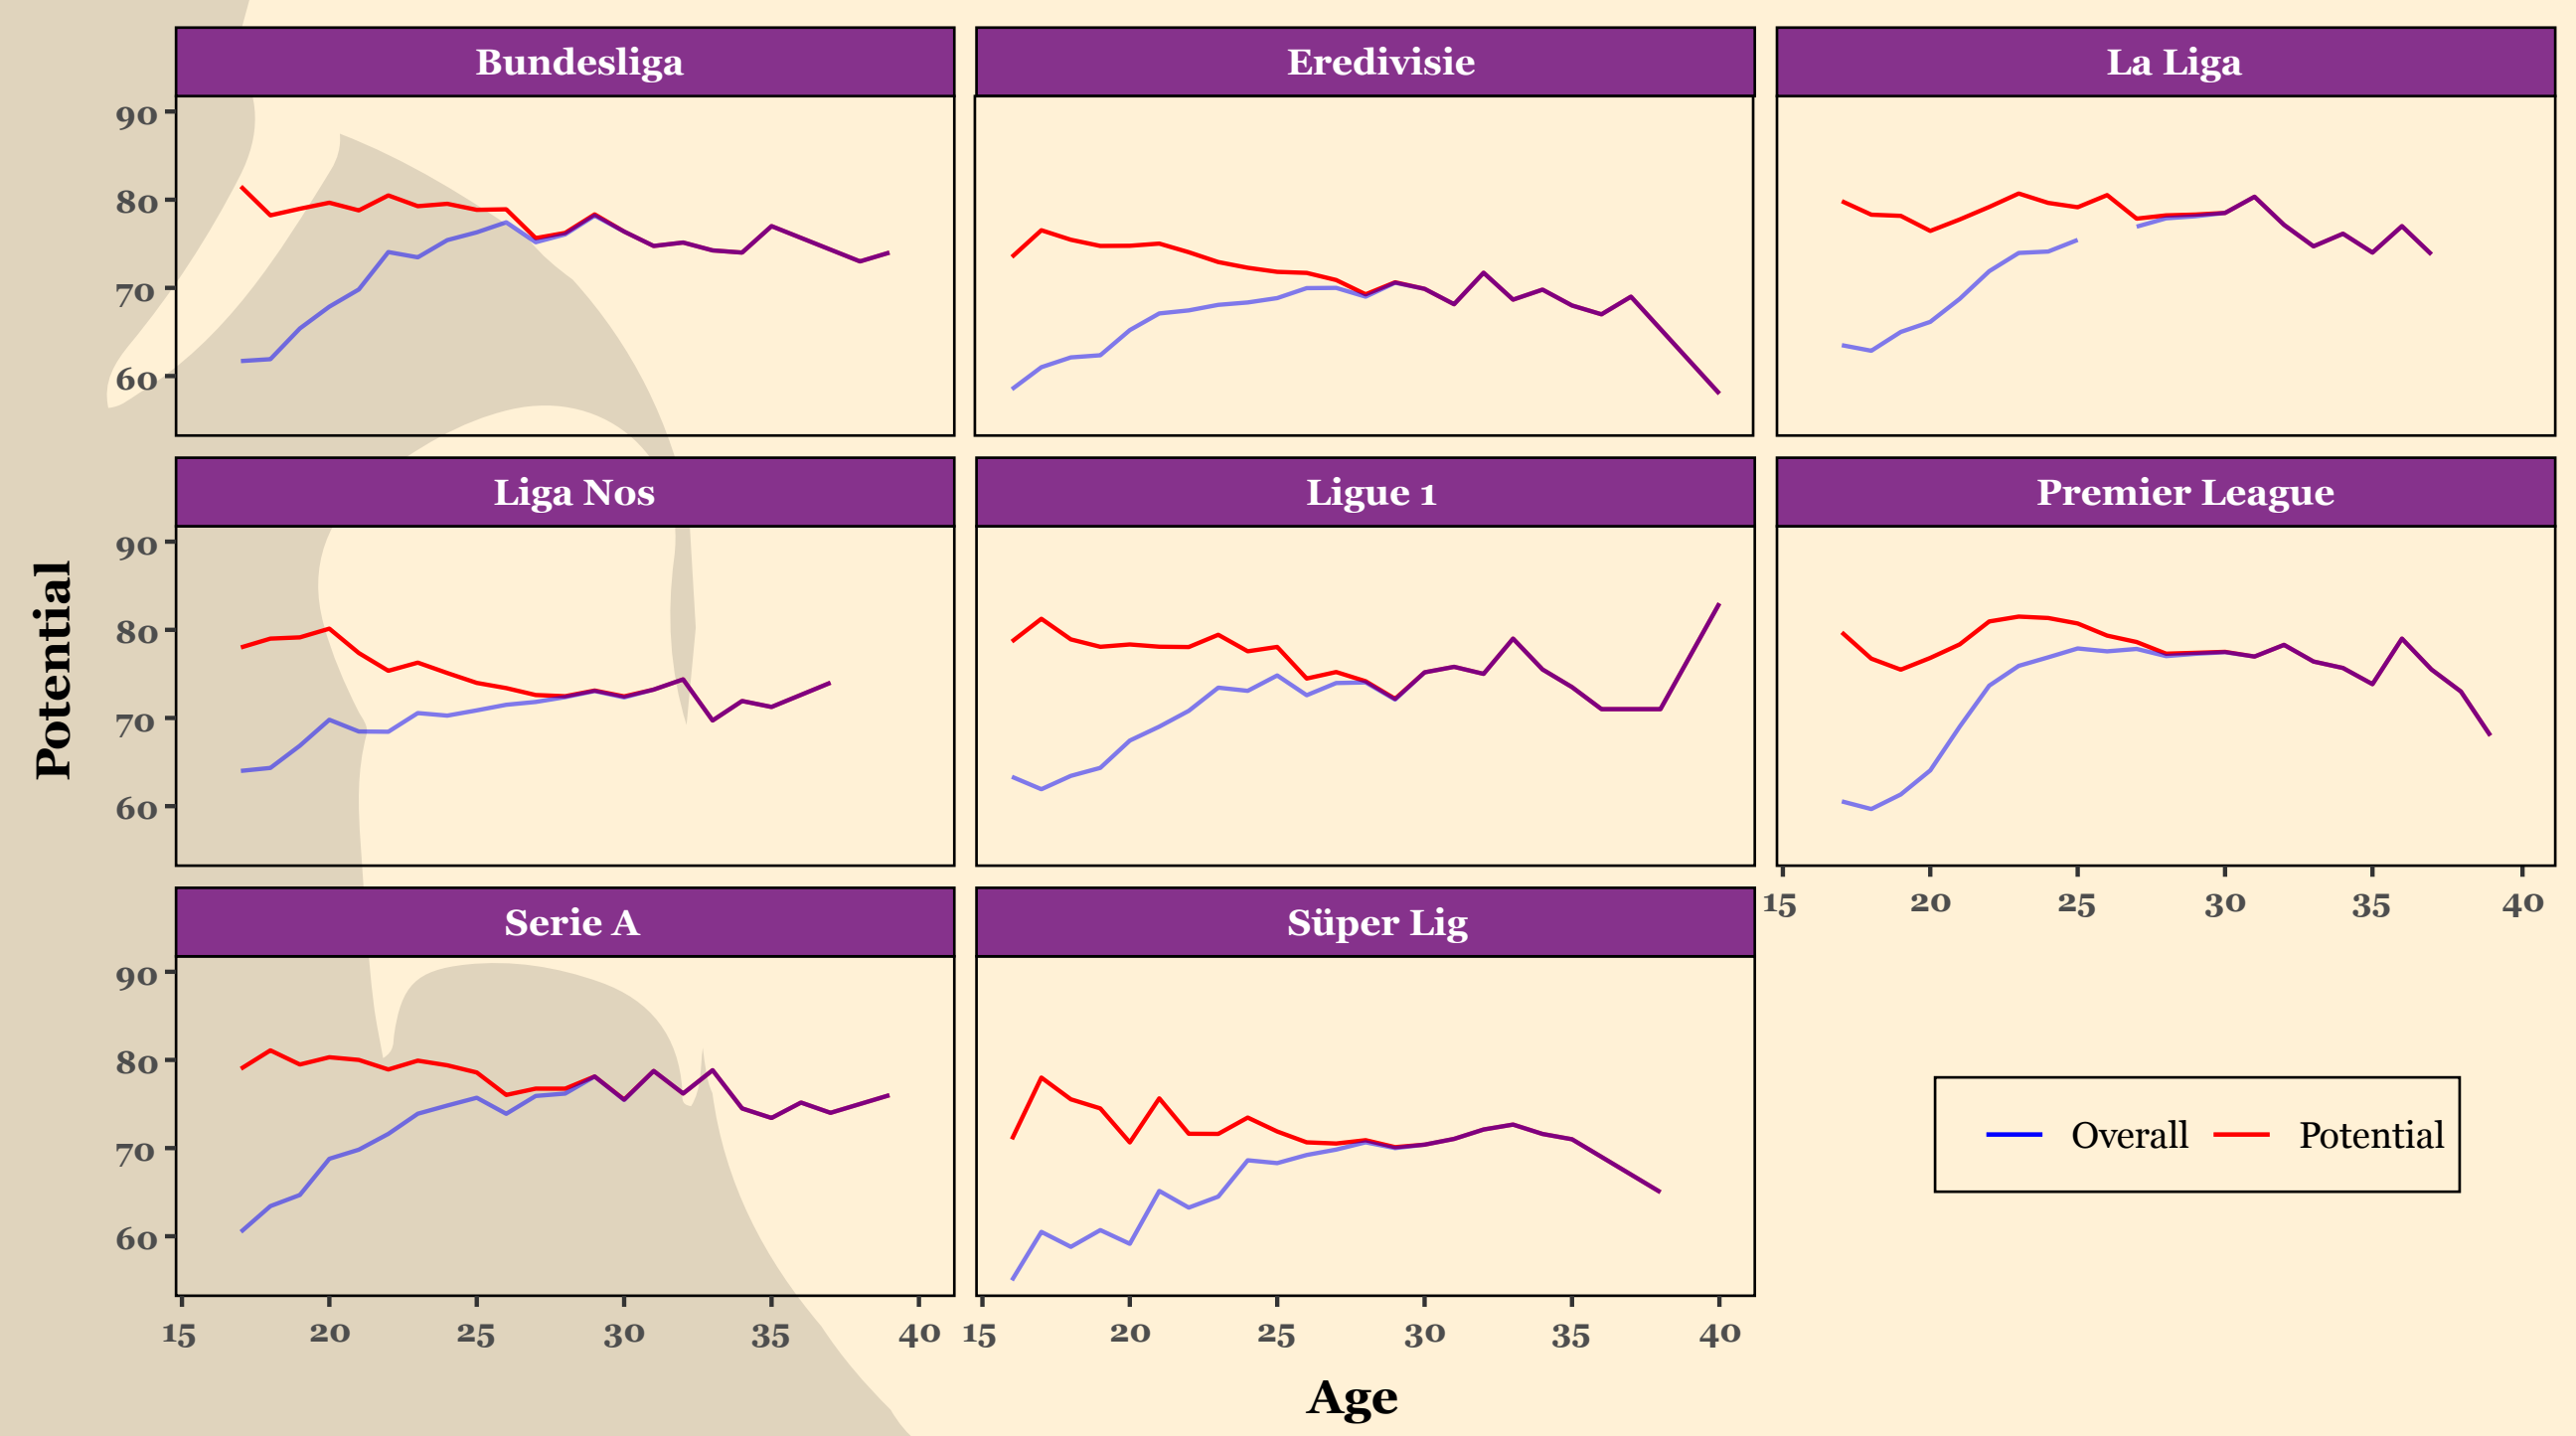 Bundesliga
Eredivisie
La Liga
90
80
70
60
Liga Nos
Ligue 1
Premier League
Potential
90
80
70
60
15 20 25 30 35 40
Serie A
Süper Lig
90
80
70
60
15 20 25 30 35 40
15 20 25 30 35 40
Overall Potential
Age